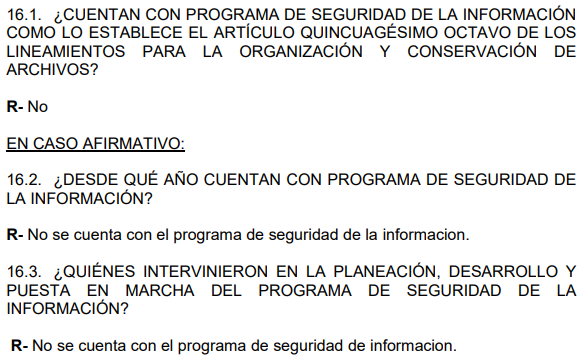 16.1. ¿CUENTAN CON PROGRAMA DE SEGURIDAD DE LA INFORMACIÓN
COMO LO ESTABLECE EL ARTÍCULO QUINCUAGÉSIMO OCTAVO DE LOS
LINEAMIENTOS PARA LA ORGANIZACIÓN Y CONSERVACIÓN DE
ARCHIVOS?
R- No
EN CASO AFIRMATIVO:
16.2. ¿DESDE QUÉ AÑO CUENTAN CON PROGRAMA DE SEGURIDAD DE
LA INFORMACIÓN?
R- No se cuenta con el programa de seguridad de la informacion.
16.3. ¿QUIÉNES INTERVINIERON EN LA PLANEACIÓN, DESARROLLO Y
PUESTA EN MARCHA DEL PROGRAMA DE SEGURIDAD DE LA
INFORMACIÓN?
R- No se cuenta con el programa de seguridad de informacion.